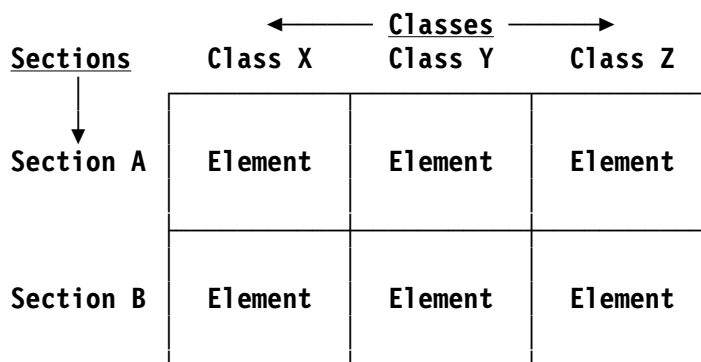 Classes
Sections Class X Class Y Class Z
Section A Element Element Element
Section B Element Element Element